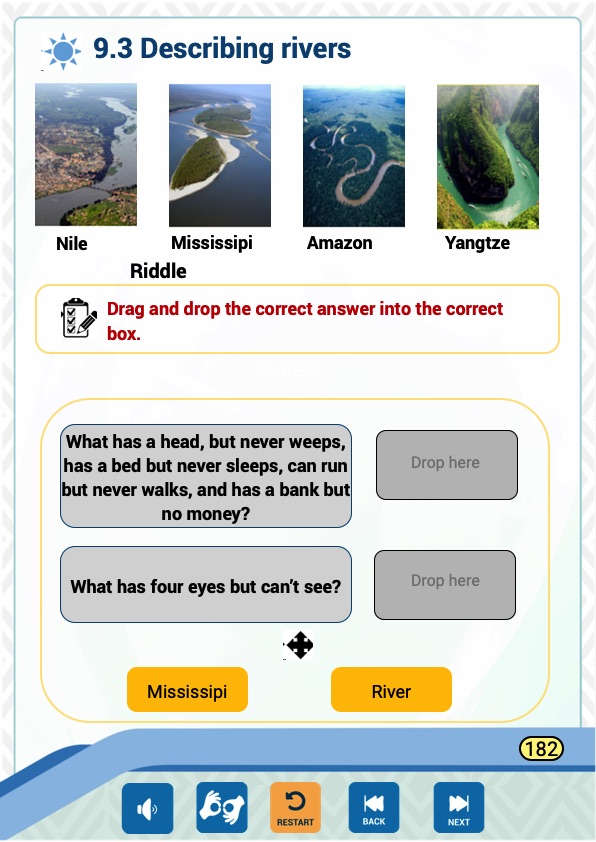 9.3 Describing rivers
Nile
Mississipi
Amazon
Yangtze
Riddle
Drag and drop the correct answer into the correct
box.
Correct
What has a head, but never weeps,
has a bed but never sleeps, can run
but never walks, and has a bank but
no money?
Drop here
What has four eyes but can’t see?
Drop here
Mississipi
River
182
RESTART
BACK
NEXT